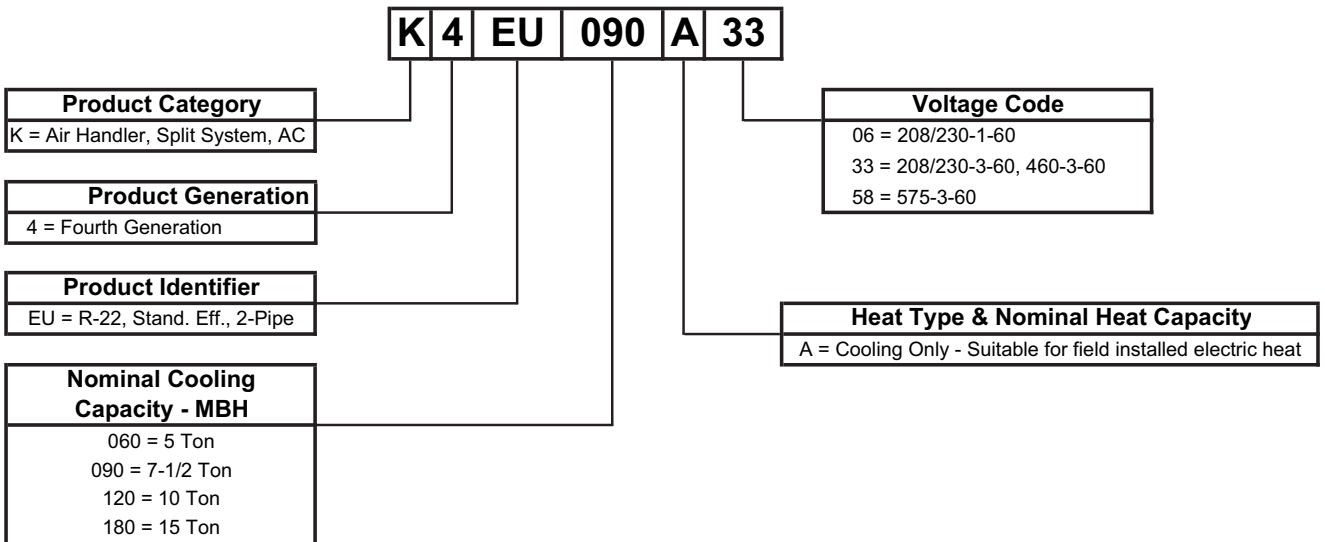 K 4 EU 090 A 33
Product Category
K = Air Handler, Split System, AC
Product Generation
4 = Fourth Generation
Product Identifier
EU = R-22, Stand. Eff., 2-Pipe
Nominal Cooling
Capacity - MBH
060 = 5 Ton
090 = 7-1/2 Ton
120 = 10 Ton
180 = 15 Ton
Voltage Code
06 = 208/230-1-60
33 = 208/230-3-60, 460-3-60
58 = 575-3-60
Heat Type & Nominal Heat Capacity
A = Cooling Only - Suitable for field installed electric heat